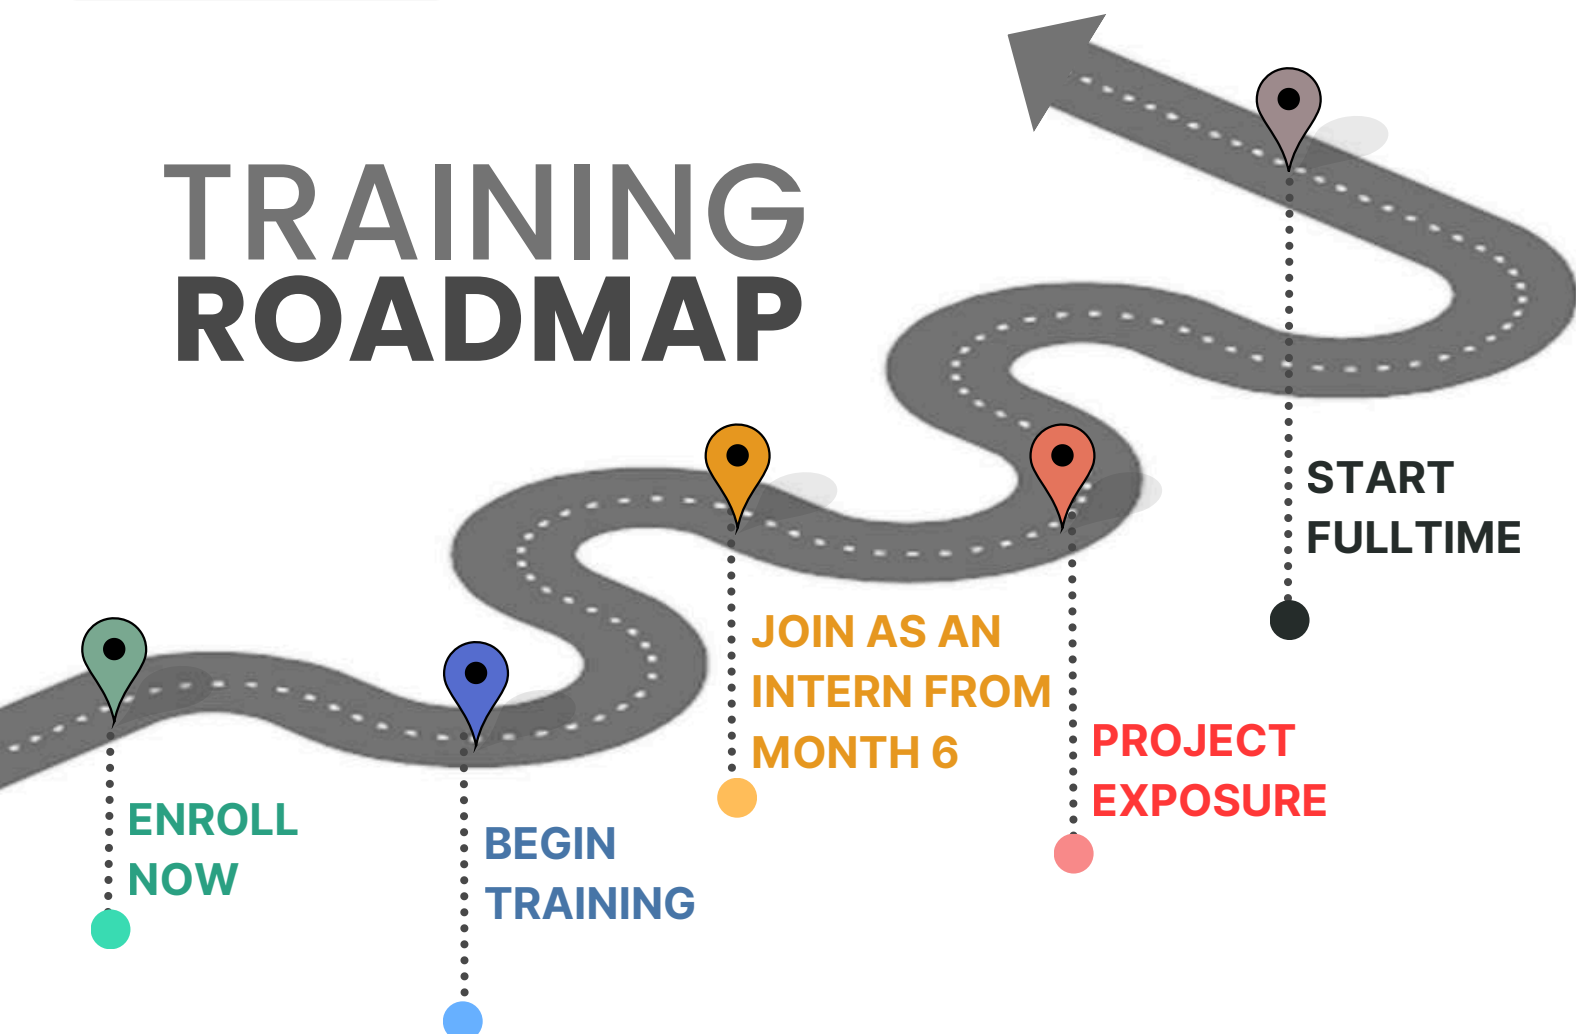 TRAINING
ROADMAP
ENROLL
NOW
BEGIN
TRAINING
JOIN AS AN
INTERN FROM
MONTH 6
PROJECT
EXPOSURE
START
FULLTIME